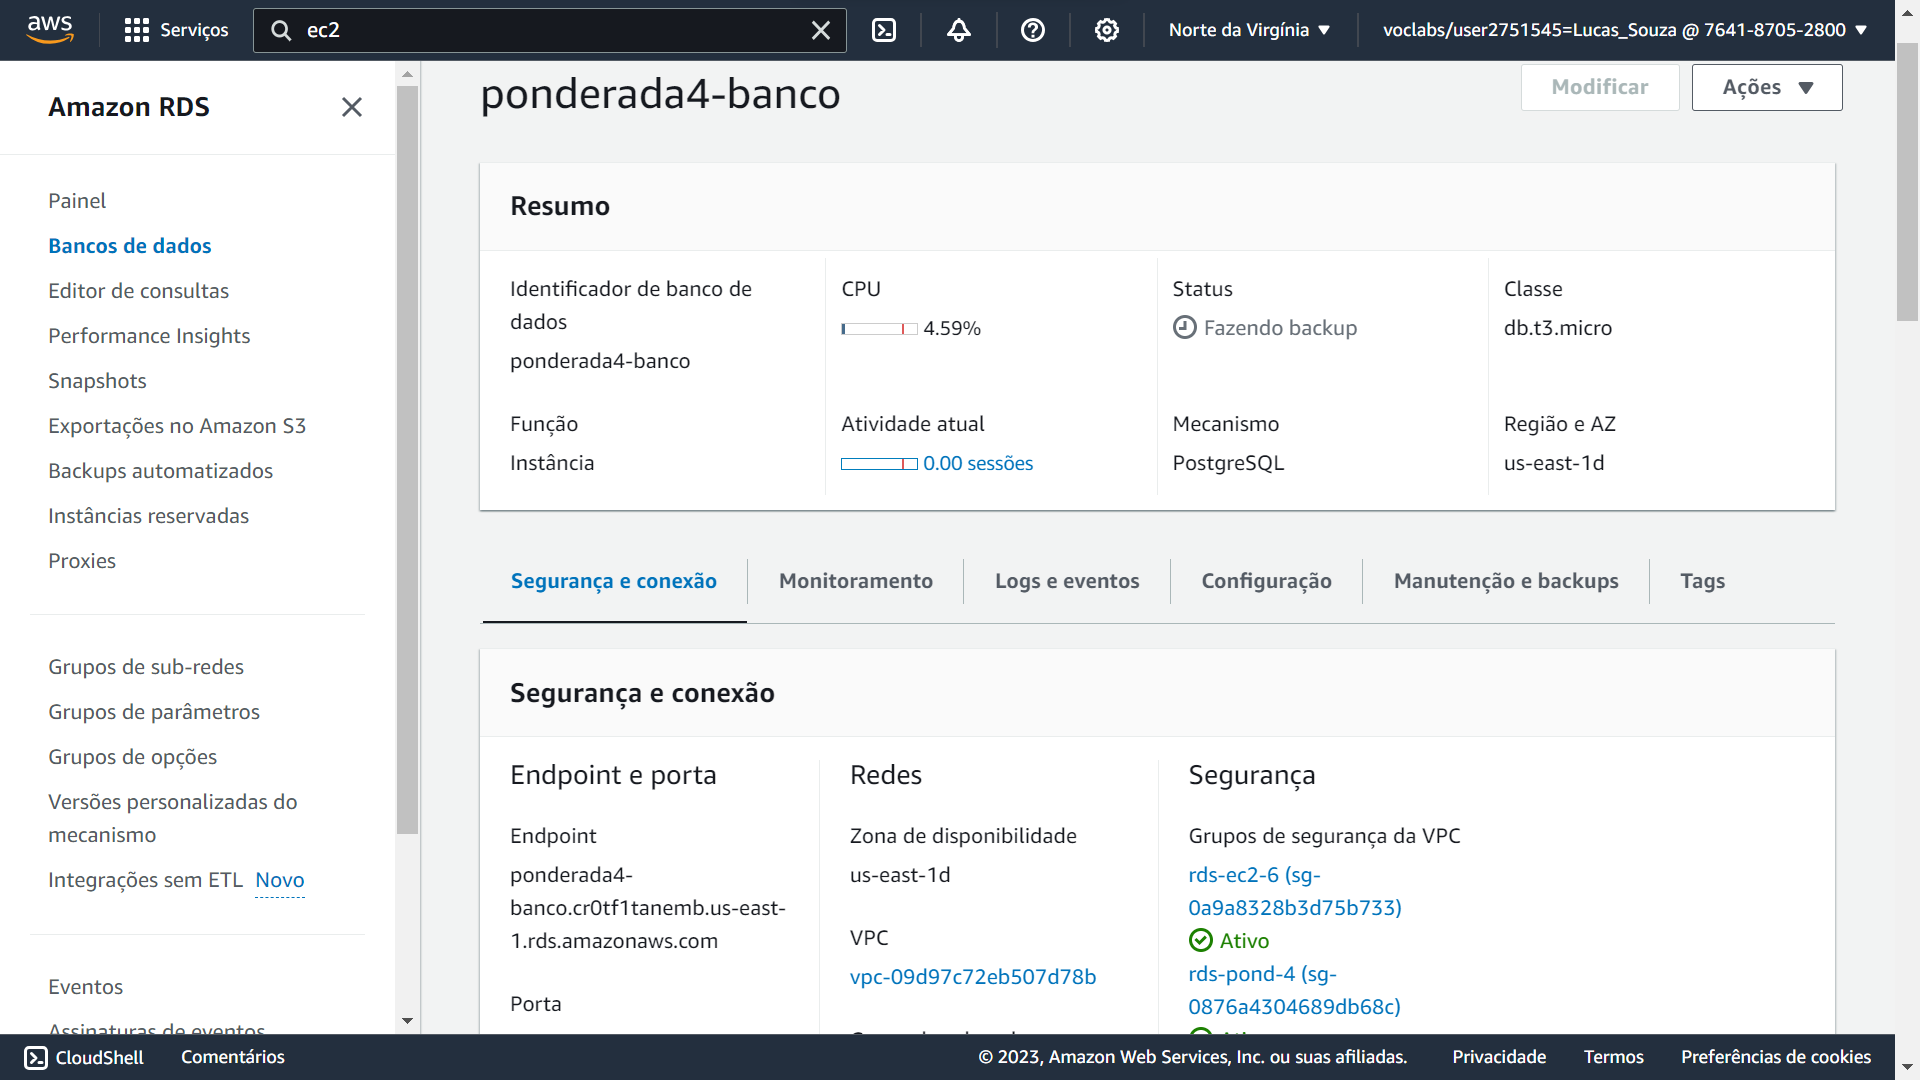 aws
Serviços
ec2
Norte da Virgínia
voclabs/user2751545=Lucas_Souza @ 7641-8705-2800
Amazon RDS
Painel
Bancos de dados
Editor de consultas
Performance Insights
Snapshots
Exportações no Amazon S3
Backups automatizados
Instâncias reservadas
Proxies
Grupos de sub-redes
Grupos de parâmetros
Grupos de opções
Versões personalizadas do
mecanismo
Integrações sem ETL Novo
Eventos
Assinaturas de eventos
ponderada4-banco
Modificar
Ações
Resumo
Identificador de banco de
dados
ponderada4-banco
CPU
4.59%
Status
Fazendo backup
Classe
db.t3.micro
Função
Instância
Atividade atual
0.00 sessões
Mecanismo
PostgreSQL
Região e AZ
us-east-1d
Segurança e conexão
Monitoramento
Logs e eventos
Configuração
Manutenção e backups
Tags
Segurança e conexão
Endpoint e porta
Endpoint
ponderada4-
banco.cr0tf1tanemb.us-east-
1.rds.amazonaws.com
Porta
Redes
Zona de disponibilidade
us-east-1d
VPC
vpc-09d97c72eb507d78b
Segurança
Grupos de segurança da VPC
rds-ec2-6 (sg-
0a9a8328b3d75b733)
Ativo
rds-pond-4 (sg-
0876a4304689db68c)
CloudShell
Comentários
© 2023, Amazon Web Services, Inc. ou suas afiliadas.
Privacidade
Termos
Preferências de cookies